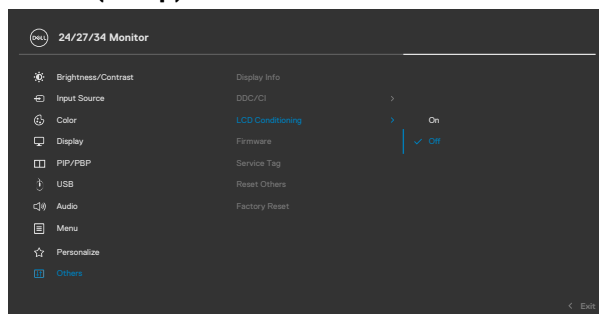 DELL 24/27/34 Monitor
Brightness/Contrast Display Info
Input Source DDC/CI >
Color LCD Conditioning > On
Display Firmware ✓ Off
PIP/PBP Service Tag
USB Reset Others
Audio Factory Reset
Menu
Personalize
Others
< Exit